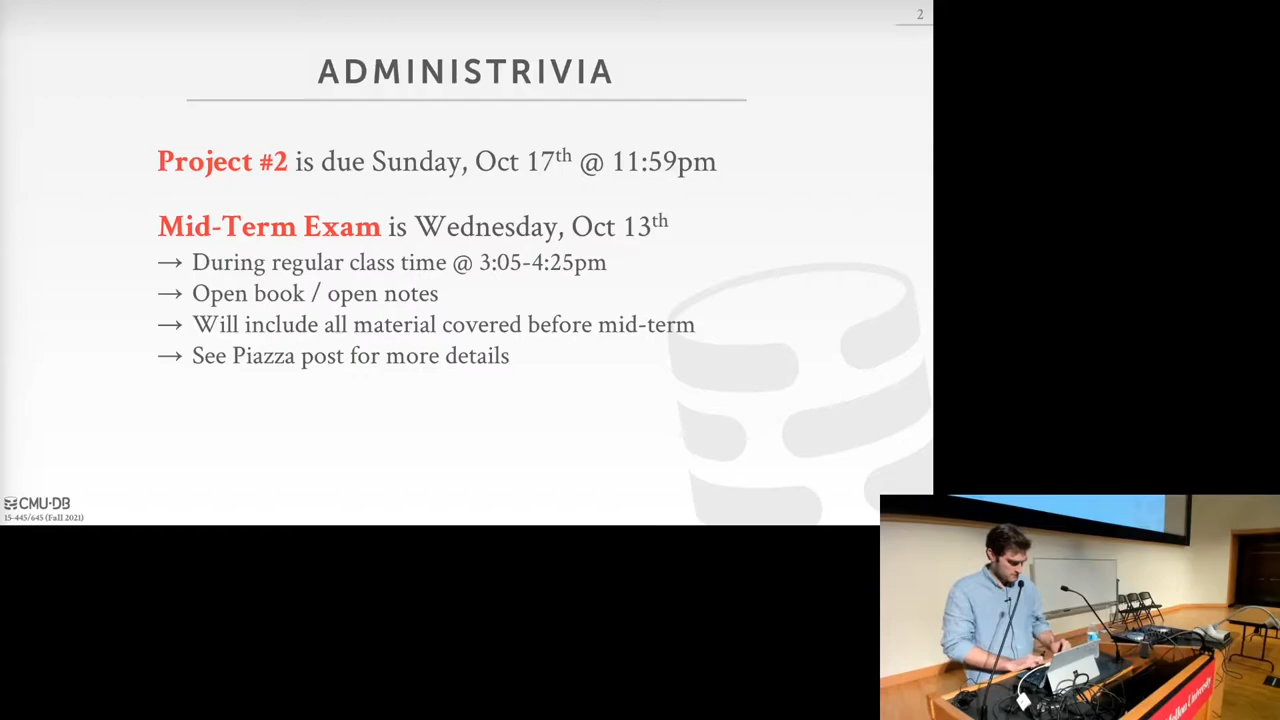 2
ADMINISTRIVIA
Project #2 is due Sunday, Oct 17th @ 11:59pm
Mid-Term Exam is Wednesday, Oct 13th
→ During regular class time @ 3:05-4:25pm
→ Open book / open notes
→ Will include all material covered before mid-term
→ See Piazza post for more details
CMU·DB
15-445/645 (Fall 2021)
University